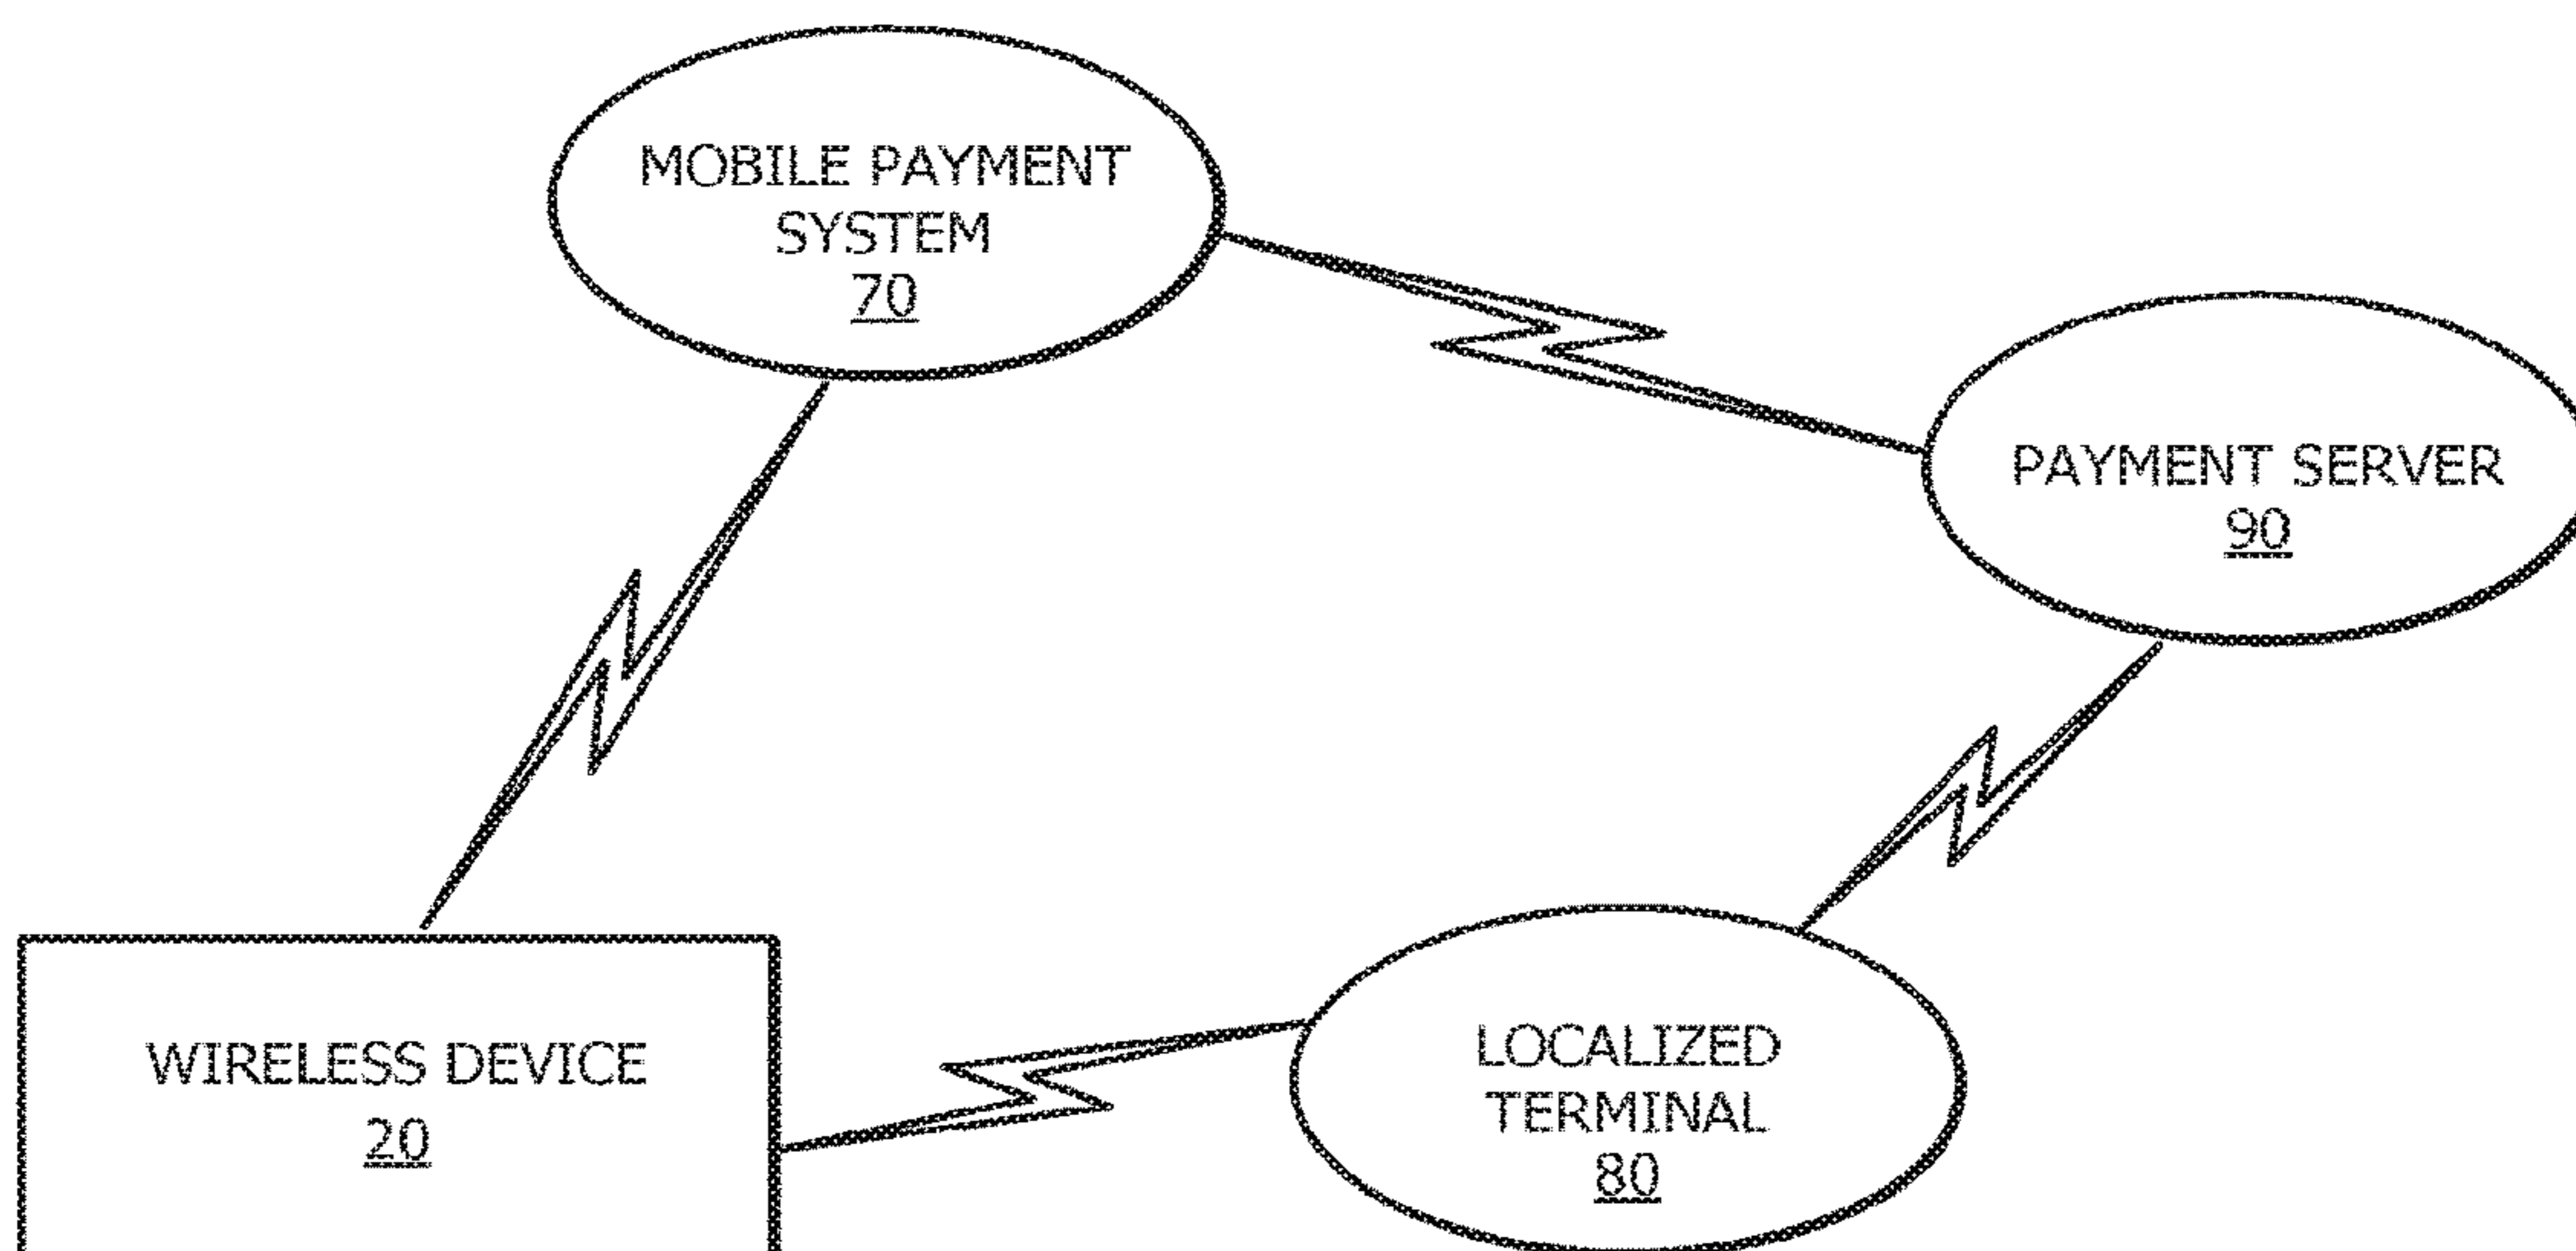 MOBILE PAYMENT
SYSTEM
70
PAYMENT SERVER
90
WIRELESS DEVICE
20
LOCALIZED
TERMINAL
80